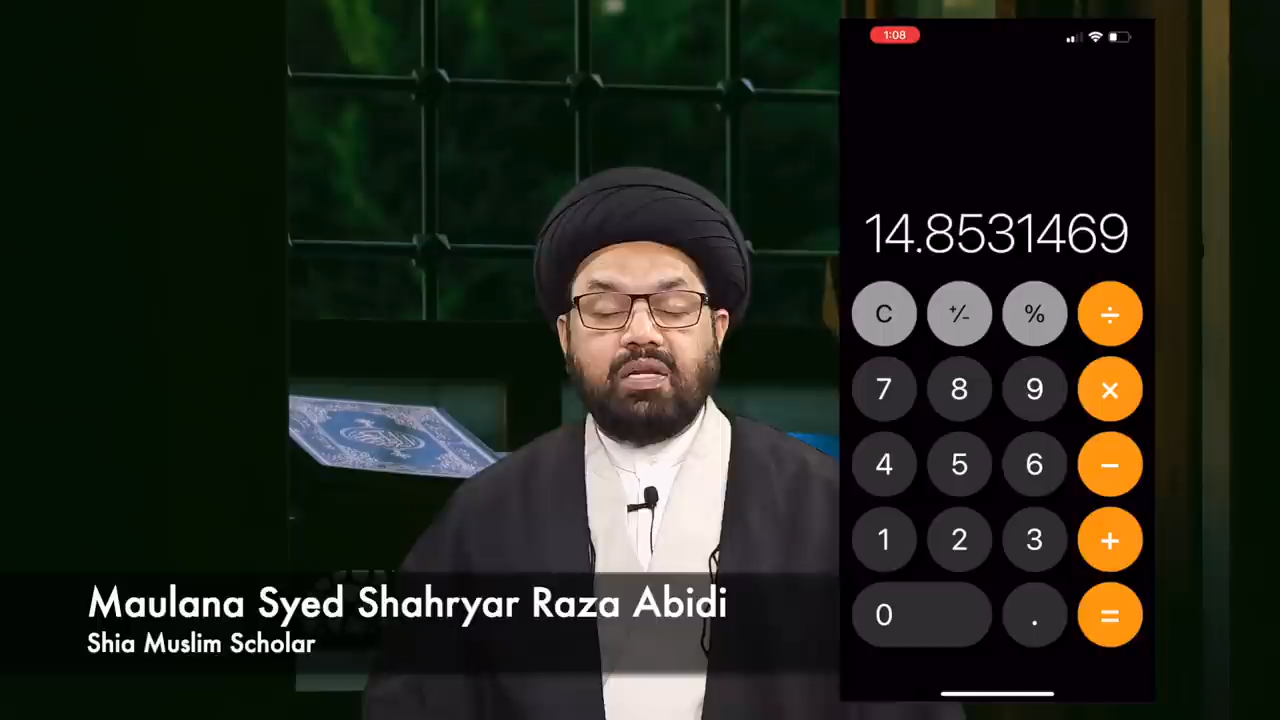 1:08
14.8531469
C +/- % ÷
7 8 9 ×
4 5 6 −
1 2 3 +
0 . =
Maulana Syed Shahryar Raza Abidi
Shia Muslim Scholar